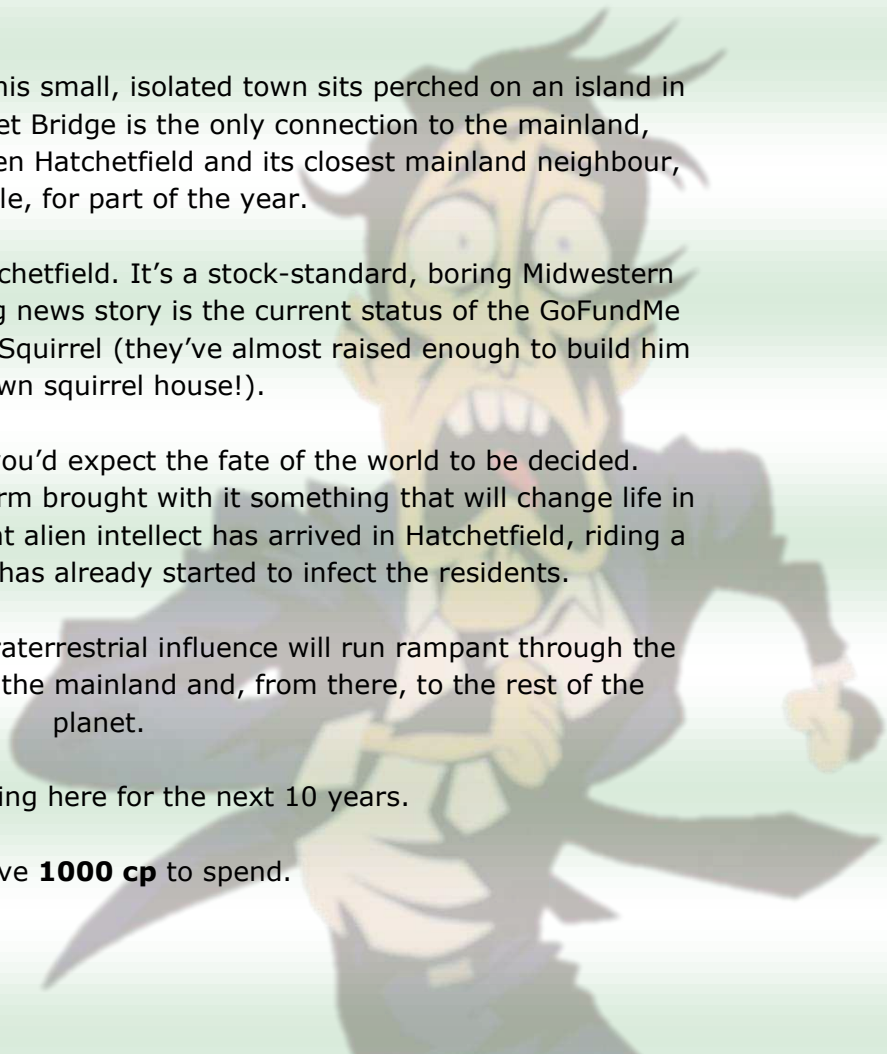 his small, isolated town sits perched on an island in
et Bridge is the only connection to the mainland,
en Hatchetfield and its closest mainland neighbour,
le, for part of the year.
chetfield. It’s a stock-standard, boring Midwestern
g news story is the current status of the GoFundMe
Squirrel (they’ve almost raised enough to build him
wn squirrel house!).
you’d expect the fate of the world to be decided.
rm brought with it something that will change life in
nt alien intellect has arrived in Hatchetfield, riding a
has already started to infect the residents.
raterrestrial influence will run rampant through the
the mainland and, from there, to the rest of the
planet.
ing here for the next 10 years.
ve 1000 cp to spend.